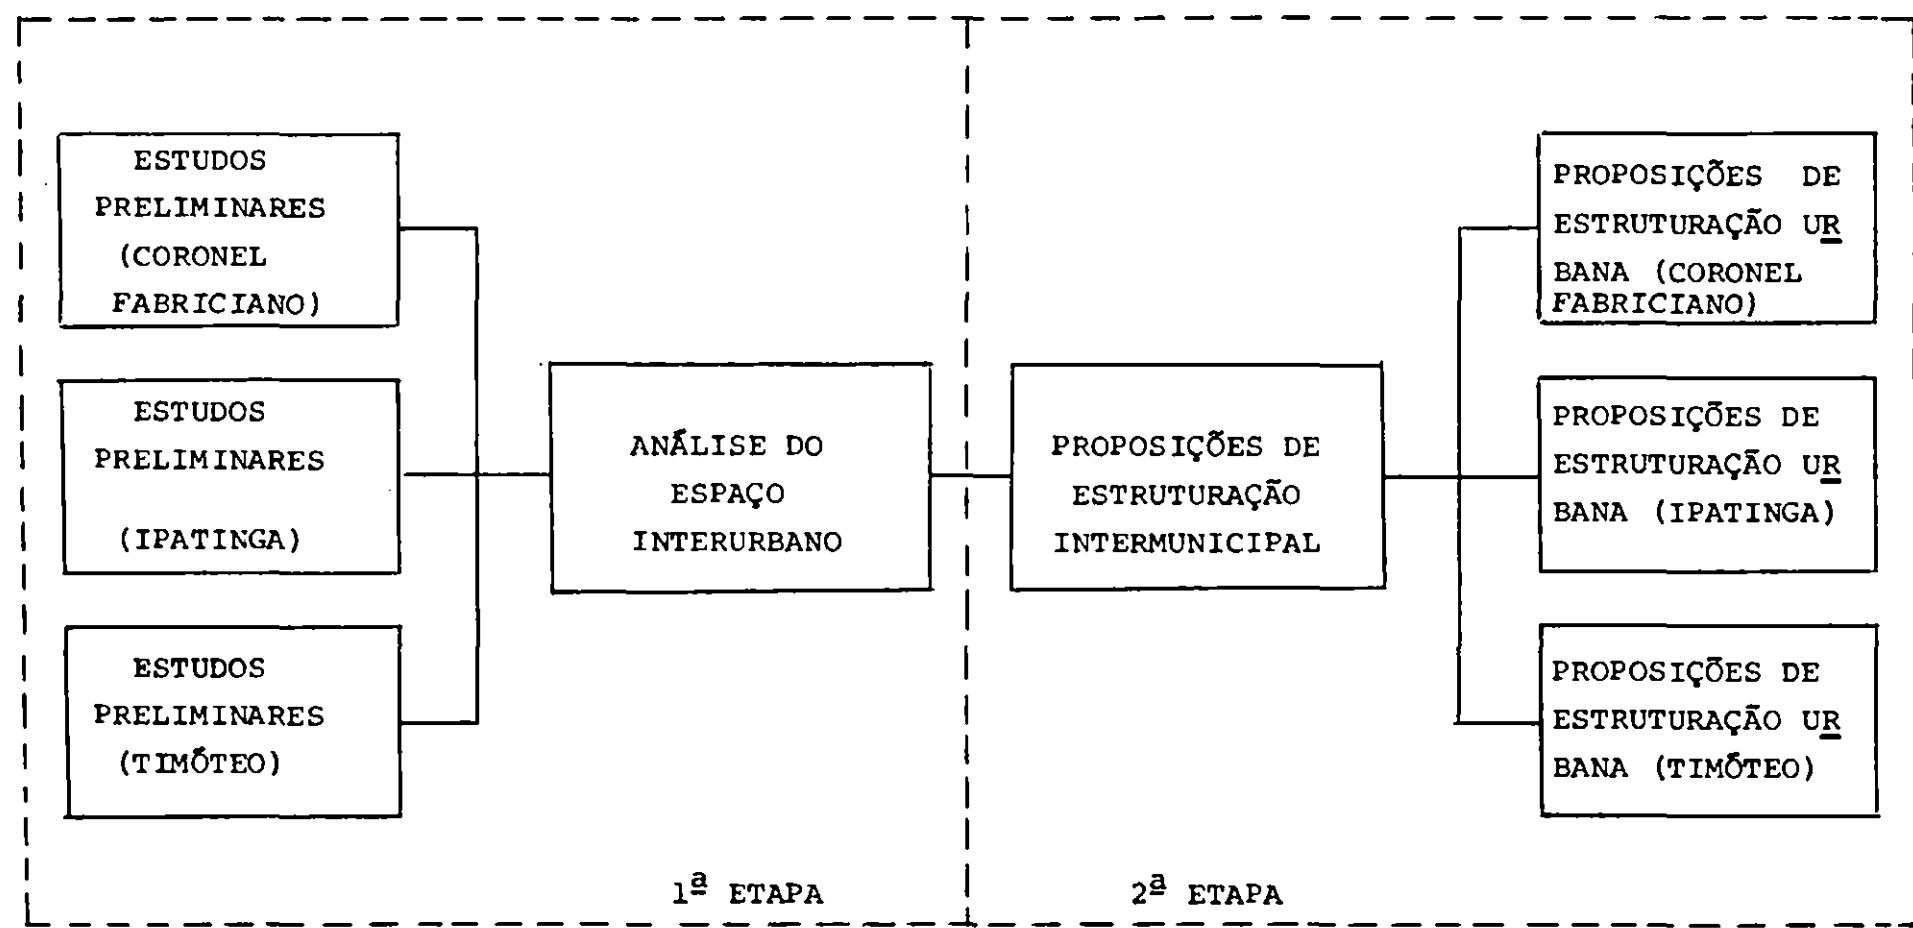 ESTUDOS
PRELIMINARES
(CORONEL
FABRICIANO)
ESTUDOS
PRELIMINARES
(IPATINGA)
ESTUDOS
PRELIMINARES
(TIMÓTEO)
ANÁLISE DO
ESPAÇO
INTERURBANO
1ª ETAPA
PROPOSIÇÕES DE
ESTRUTURAÇÃO
INTERMUNICIPAL
PROPOSIÇÕES DE
ESTRUTURAÇÃO UR
BANA (CORONEL
FABRICIANO)
PROPOSIÇÕES DE
ESTRUTURAÇÃO UR
BANA (IPATINGA)
PROPOSIÇÕES DE
ESTRUTURAÇÃO UR
BANA (TIMÓTEO)
2ª ETAPA